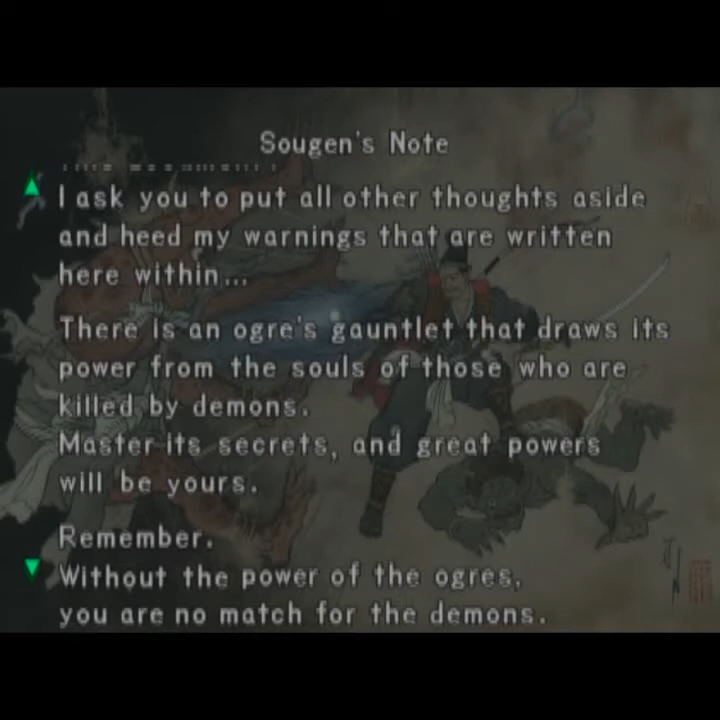 Sougen's Note
I ask you to put all other thoughts aside
and heed my warnings that are written
here within...
There is an ogre's gauntlet that draws its
power from the souls of those who are
killed by demons.
Master its secrets, and great powers
will be yours.
Remember.
Without the power of the ogres,
you are no match for the demons.